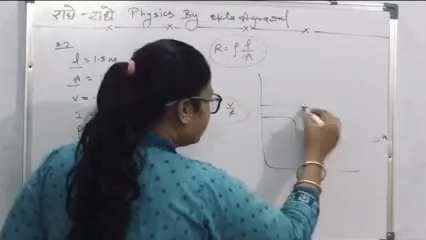 राधे - राधे Physics By Ekta Agrawal
R = ρ l/A
l = 1.5 m
A =
V =
V/R